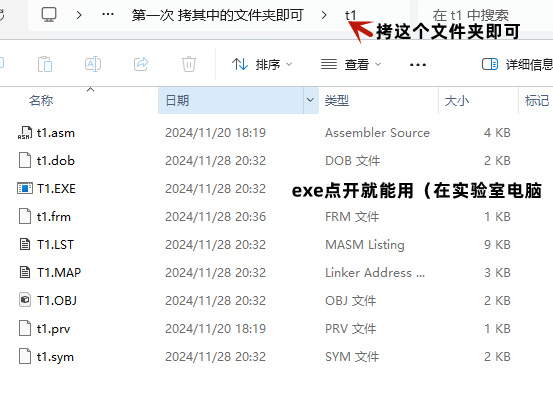 第一次 拷其中的文件夹即可 › t1
在 t1 中搜索
拷这个文件夹即可
排序 查看 ••• 详细信息
名称 日期 类型 大小 标记
t1.asm 2024/11/20 18:19 Assembler Source 4 KB
t1.dob 2024/11/28 20:32 DOB 文件 2 KB
T1.EXE 2024/11/28 20:32 exe点开就能用（在实验室电脑
t1.frm 2024/11/28 20:36 FRM 文件 1 KB
T1.LST 2024/11/28 20:32 MASM Listing 9 KB
T1.MAP 2024/11/28 20:32 Linker Address ... 3 KB
T1.OBJ 2024/11/28 20:32 OBJ 文件 2 KB
t1.prv 2024/11/20 18:19 PRV 文件 1 KB
t1.sym 2024/11/28 20:32 SYM 文件 2 KB